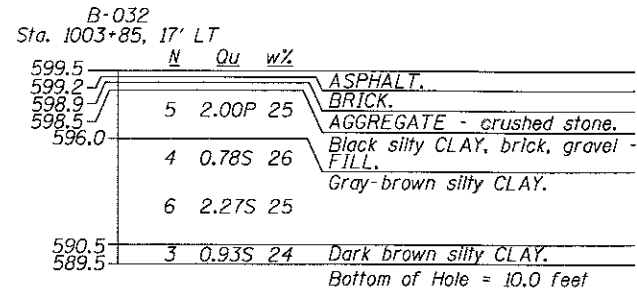 B-032
Sta. 1003+85, 17' LT
N Qu w%
599.5
599.2 ASPHALT.
598.9 BRICK.
598.5 5 2.00P 25 AGGREGATE - crushed stone.
596.0 Black silty CLAY, brick, gravel -
4 0.78S 26 FILL.
Gray-brown silty CLAY.
6 2.27S 25
590.5
589.5 3 0.93S 24 Dark brown silty CLAY.
Bottom of Hole = 10.0 feet